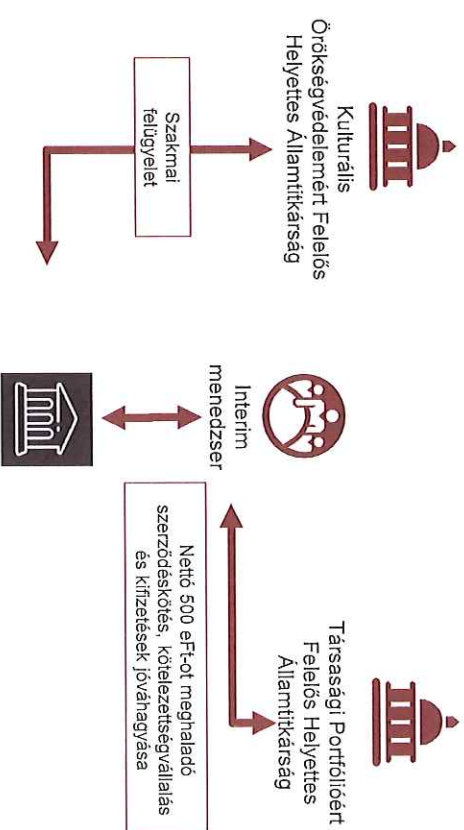 Kulturális
Örökségvédelemért Felelős
Helyettes Államtitkárság
Szakmai
felügyelet
Interim
menedzser
Társasági Portfólióért
Felelős Helyettes
Államtitkárság
Nettó 500 eFt-ot meghaladó
szerződéskötés, kötelezettségvállalás
és kifizetések jóváhagyása